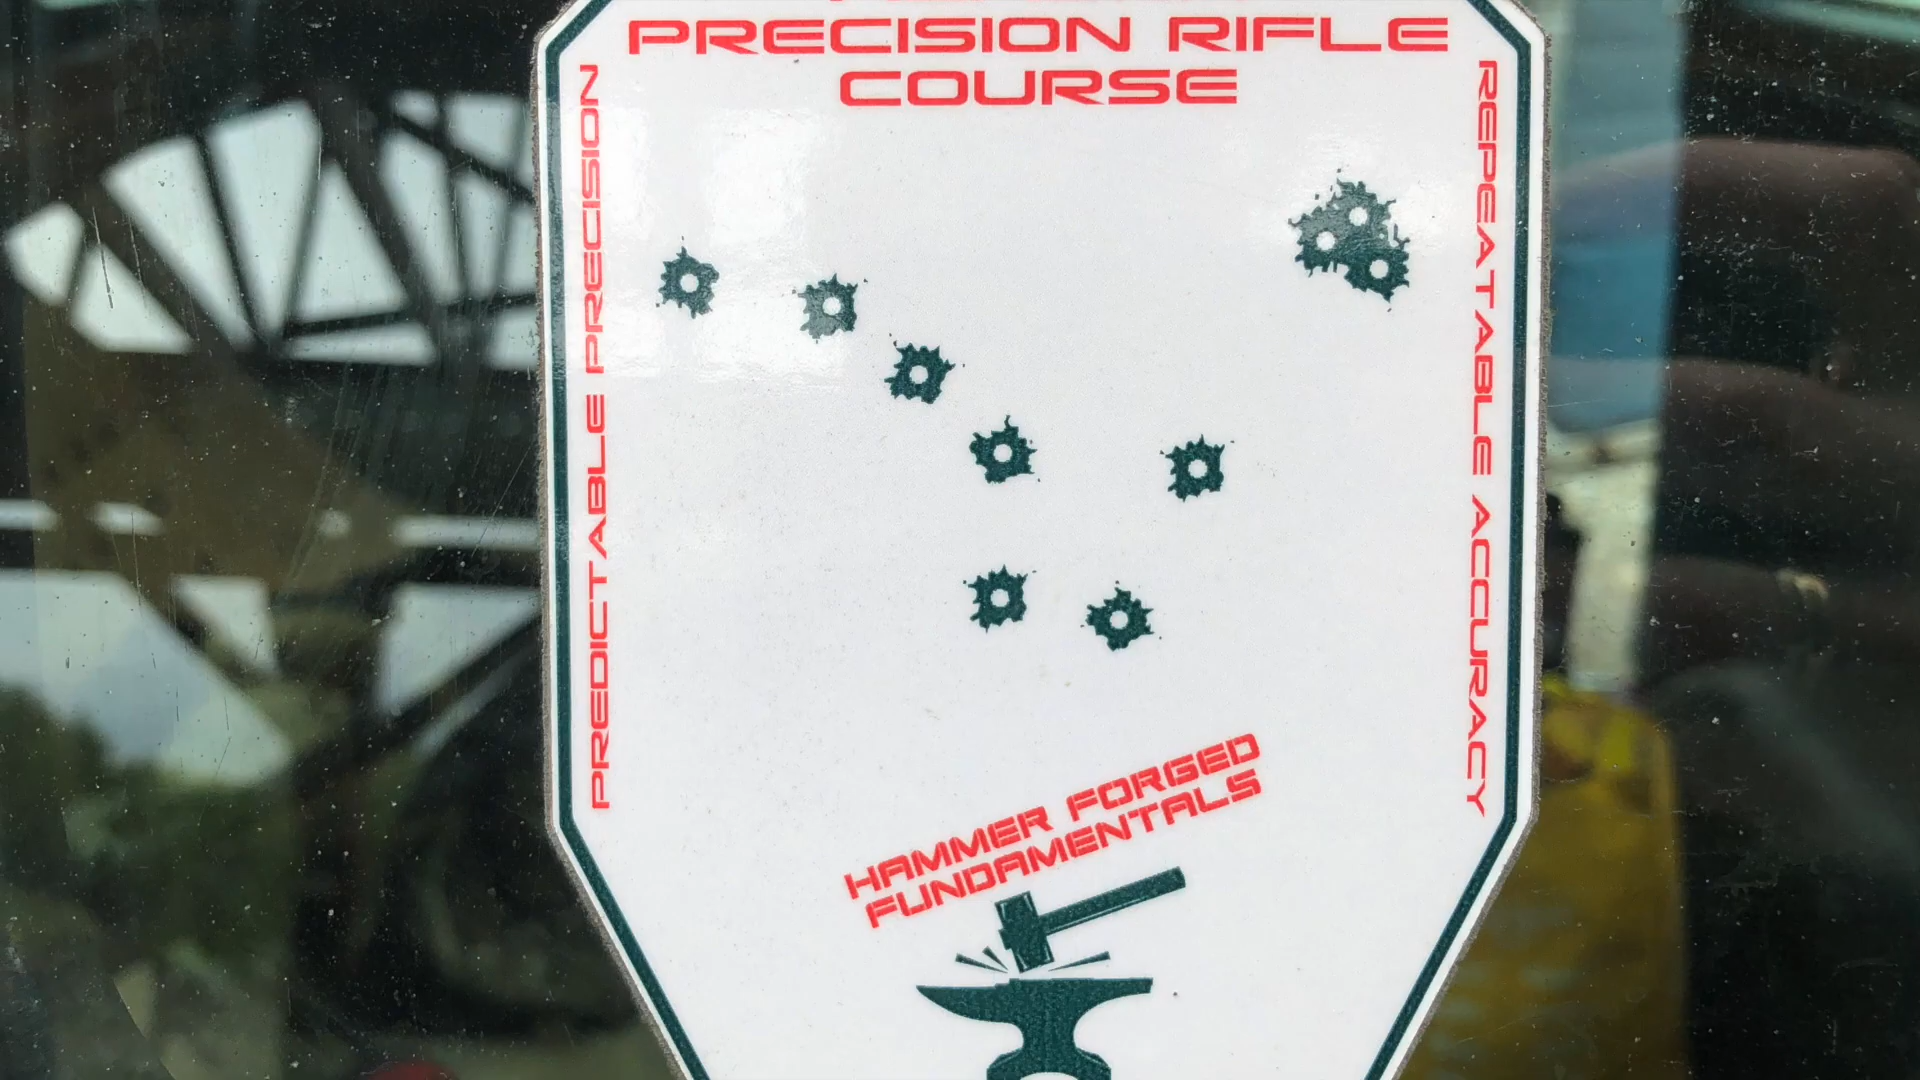 PRECISION RIFLE
COURSE
PREDICTABLE PRECISION
REPEATABLE ACCURACY
HAMMER FORGED
FUNDAMENTALS